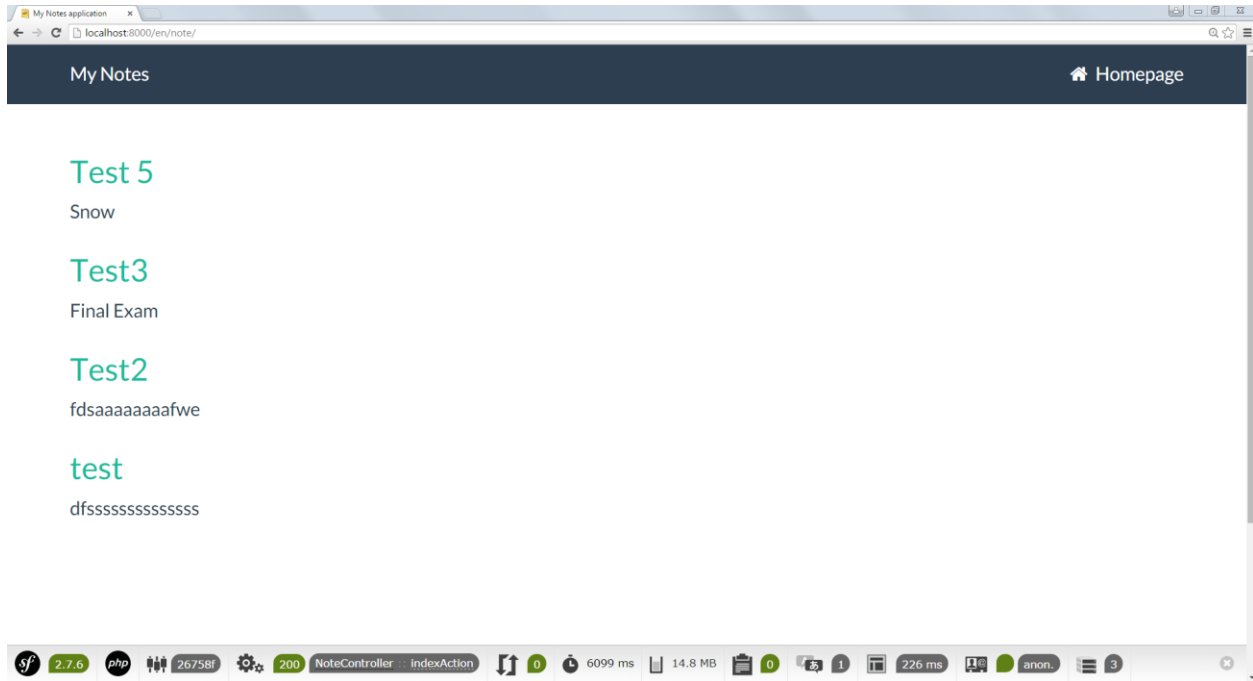 My Notes application
localhost:8000/en/note/
My Notes Homepage
Test 5
Snow
Test3
Final Exam
Test2
fdsaaaaaaaafwe
test
dfssssssssssssss
sf 2.7.6 php 26758f 200 NoteController :: indexAction 0 6099 ms 14.8 MB 0 1 226 ms anon. 3